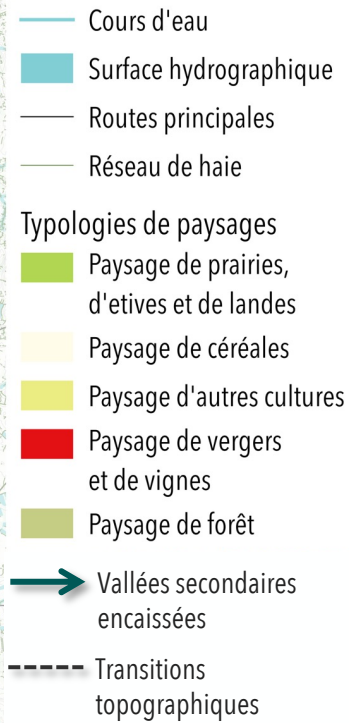 Cours d'eau
Surface hydrographique
Routes principales
Réseau de haie
Typologies de paysages
Paysage de prairies,
d'etives et de landes
Paysage de céréales
Paysage d'autres cultures
Paysage de vergers
et de vignes
Paysage de forêt
Vallées secondaires
encaissées
Transitions
topographiques